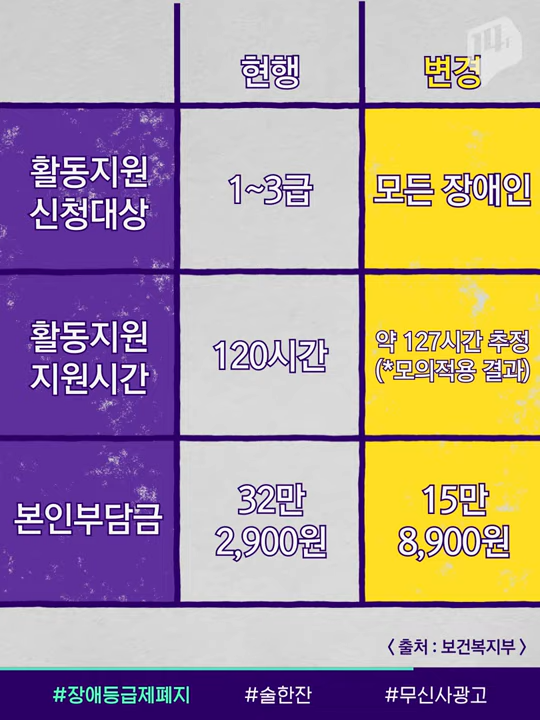 현행
변경
활동지원
신청대상
1~3급
모든 장애인
활동지원
지원시간
120시간
약 127시간 추정
(*모의적용 결과)
본인부담금
32만
2,900원
15만
8,900원
< 출처 : 보건복지부 >
#장애등급제폐지
#술한잔
#무신사광고